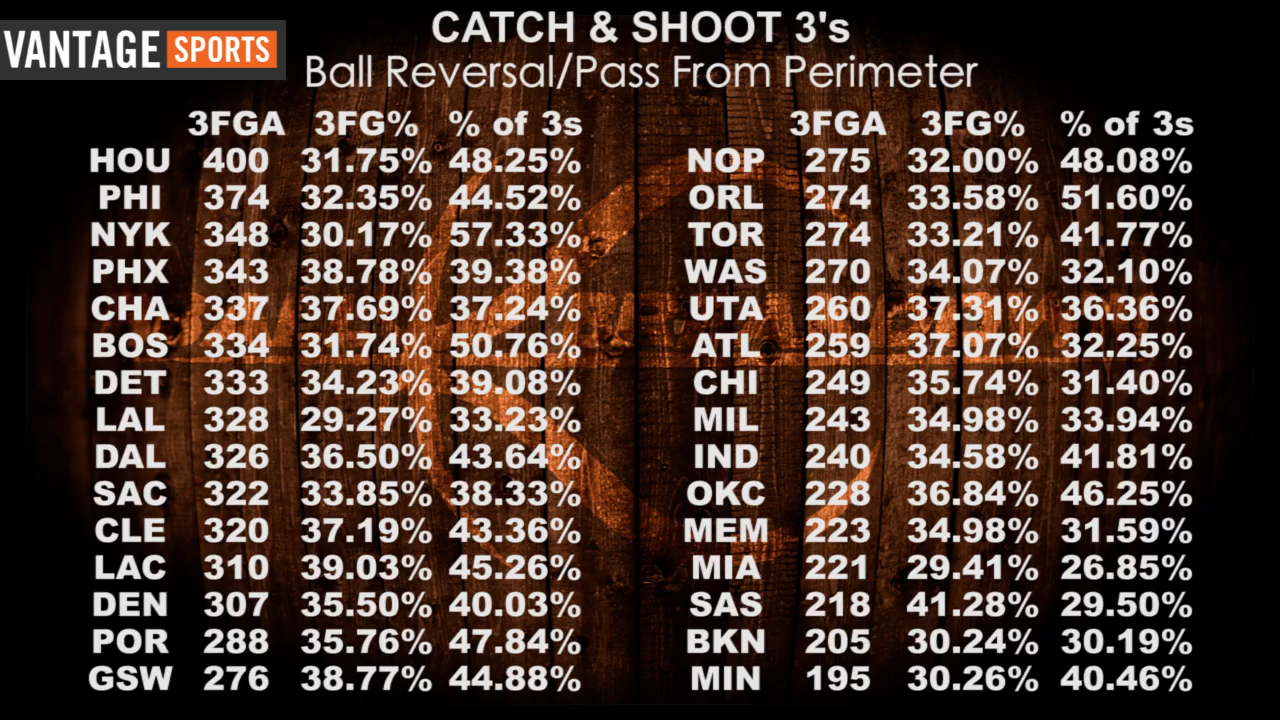 VANTAGE SPORTS
CATCH & SHOOT 3's
Ball Reversal/Pass From Perimeter
3FGA 3FG% % of 3s
HOU 400 31.75% 48.25%
PHI 374 32.35% 44.52%
NYK 348 30.17% 57.33%
PHX 343 38.78% 39.38%
CHA 337 37.69% 37.24%
BOS 334 31.74% 50.76%
DET 333 34.23% 39.08%
LAL 328 29.27% 33.23%
DAL 326 36.50% 43.64%
SAC 322 33.85% 38.33%
CLE 320 37.19% 43.36%
LAC 310 39.03% 45.26%
DEN 307 35.50% 40.03%
POR 288 35.76% 47.84%
GSW 276 38.77% 44.88%
3FGA 3FG% % of 3s
NOP 275 32.00% 48.08%
ORL 274 33.58% 51.60%
TOR 274 33.21% 41.77%
WAS 270 34.07% 32.10%
UTA 260 37.31% 36.36%
ATL 259 37.07% 32.25%
CHI 249 35.74% 31.40%
MIL 243 34.98% 33.94%
IND 240 34.58% 41.81%
OKC 228 36.84% 46.25%
MEM 223 34.98% 31.59%
MIA 221 29.41% 26.85%
SAS 218 41.28% 29.50%
BKN 205 30.24% 30.19%
MIN 195 30.26% 40.46%